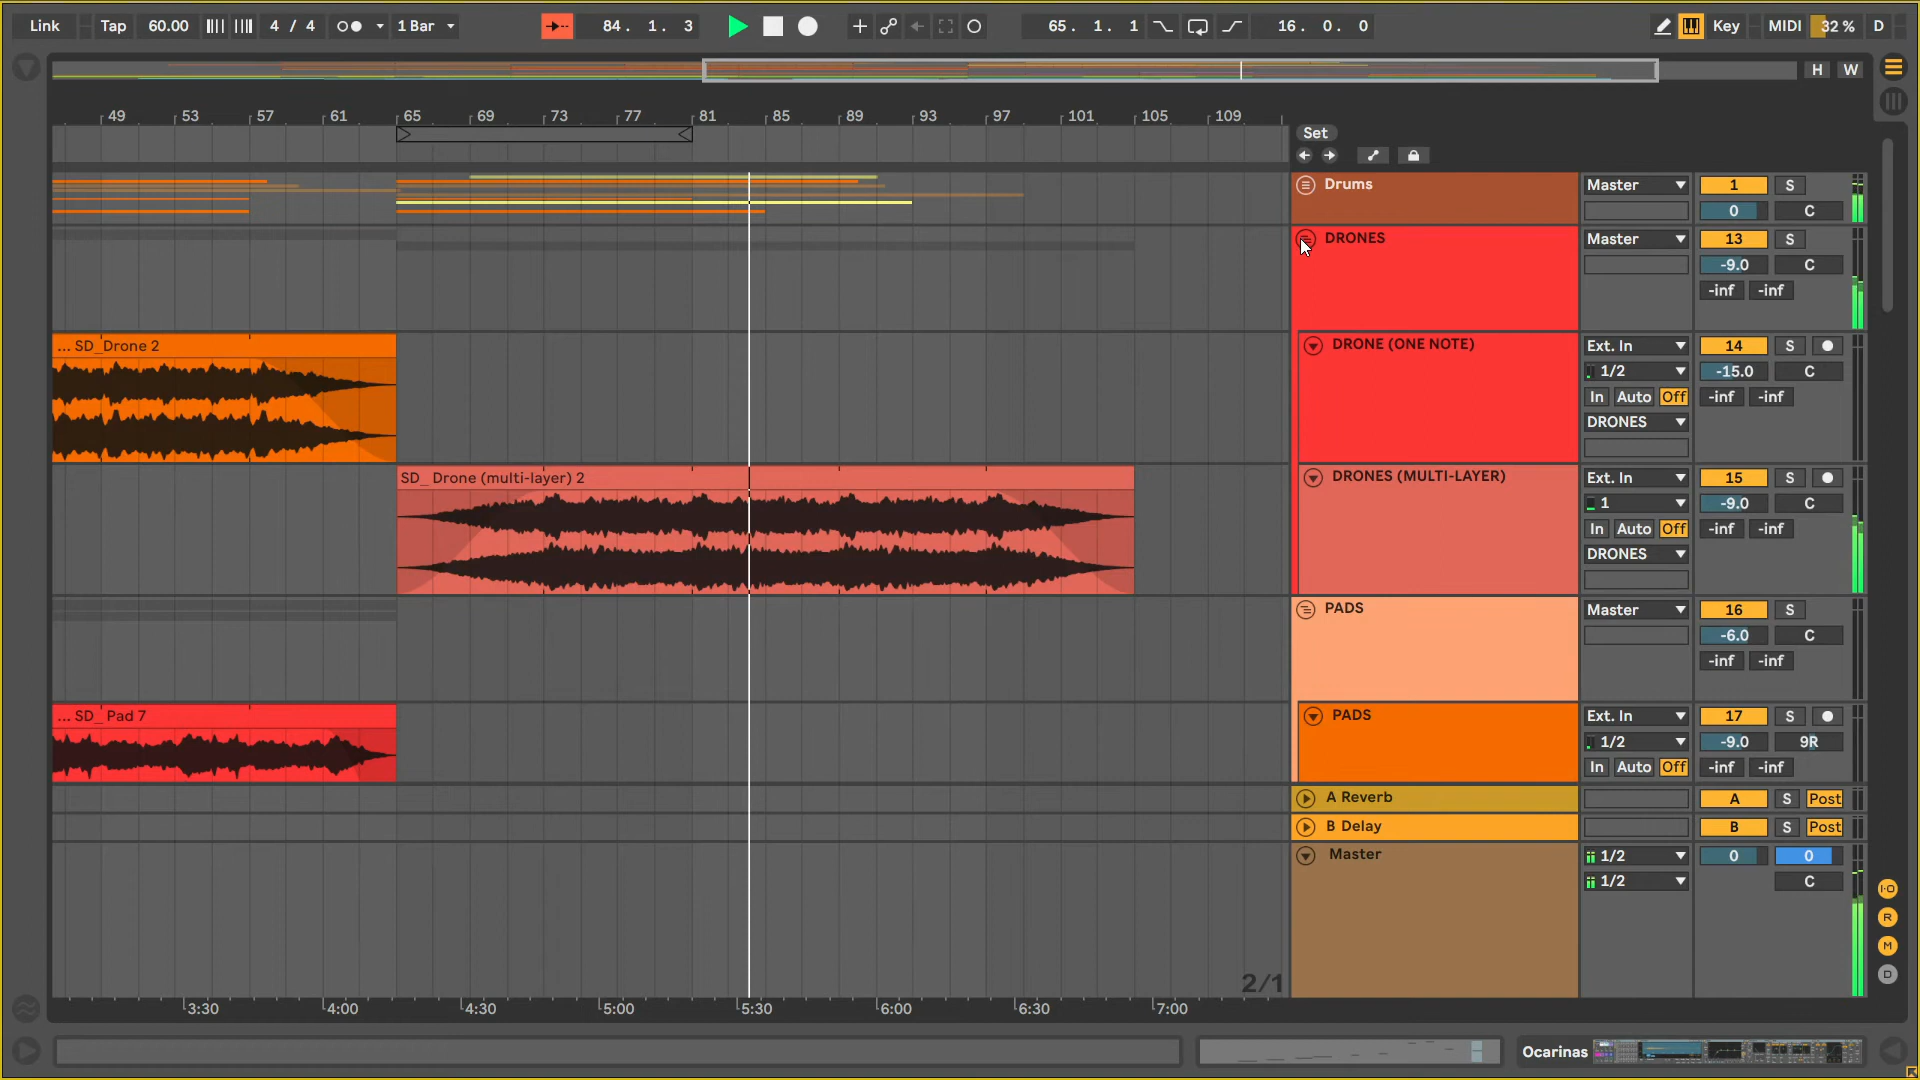 Link Tap 60.00 4 / 4 1 Bar 84. 1. 3 65. 1. 1 16. 0. 0 Key MIDI 32 % D
H W
49 53 57 61 65 69 73 77 81 85 89 93 97 101 105 109
Set
Drums Master 1 S
0 C
DRONES Master 13 S
-9.0 C
-inf -inf
... SD_Drone 2 DRONE (ONE NOTE) Ext. In 14 S
1/2 -15.0 C
In Auto Off -inf -inf
DRONES
SD_ Drone (multi-layer) 2 DRONES (MULTI-LAYER) Ext. In 15 S
1 -9.0 C
In Auto Off -inf -inf
DRONES
PADS Master 16 S
-6.0 C
-inf -inf
... SD_ Pad 7 PADS Ext. In 17 S
1/2 -9.0 9R
In Auto Off -inf -inf
A Reverb A S Post
B Delay B S Post
Master 1/2 0 0
1/2 C
I·O
R
M
D
2/1
3:30 4:00 4:30 5:00 5:30 6:00 6:30 7:00
Ocarinas